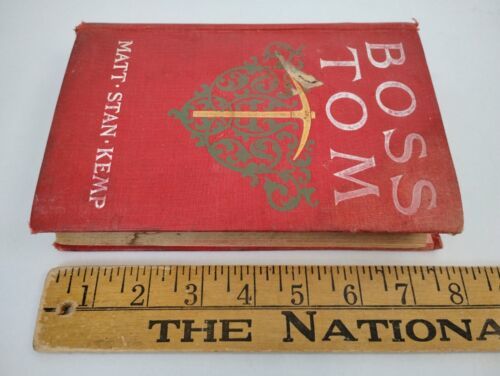 BOSS
TOM
MATT · STAN · KEMP
1 2 3 4 5 6 7 8
THE NATIONA